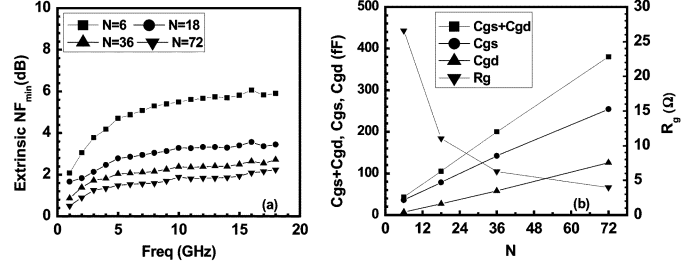 N=6 N=18
N=36 N=72
Extrinsic NFmin(dB)
8
6
4
2
0
0 5 10 15 20
Freq (GHz)
(a)
Cgs+Cgd
Cgs
Cgd
Rg
Cgs+Cgd, Cgs, Cgd (fF)
500
400
300
200
100
0
0 12 24 36 48 60 72
N
(b)
30
25
20
15
10
5
0
Rg (Ω)